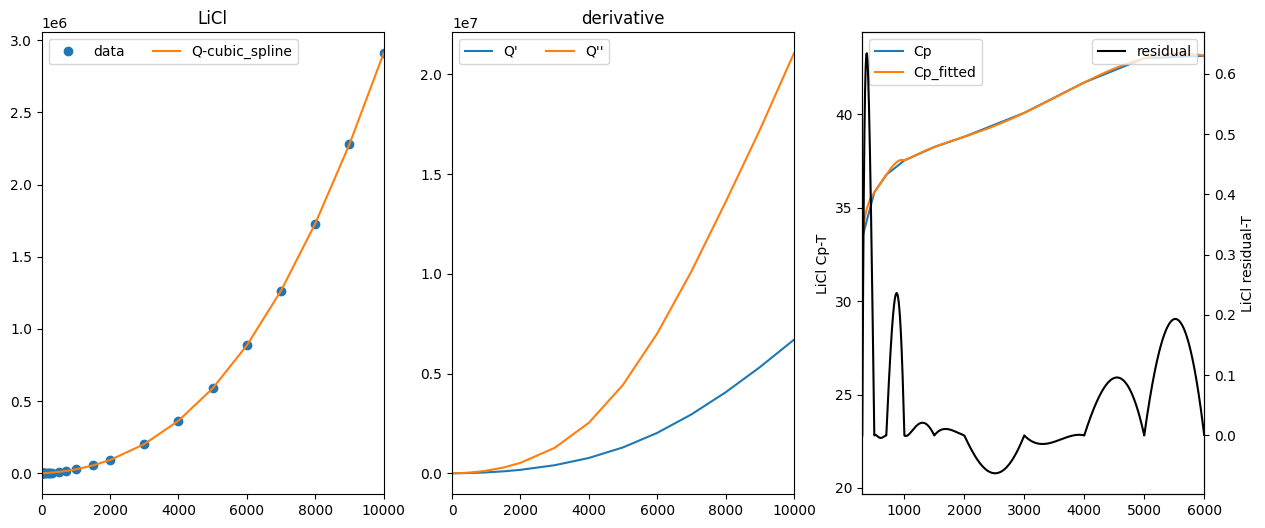 LiCl
1e6
data
Q-cubic_spline
3.0
2.5
2.0
1.5
1.0
0.5
0.0
0 2000 4000 6000 8000 10000
derivative
1e7
Q'
Q''
2.0
1.5
1.0
0.5
0.0
0 2000 4000 6000 8000 10000
Cp
Cp_fitted
residual
LiCl Cp-T
40
35
30
25
20
1000 2000 3000 4000 5000 6000
0.6
0.5
0.4
0.3
0.2
0.1
0.0
LiCl residual-T